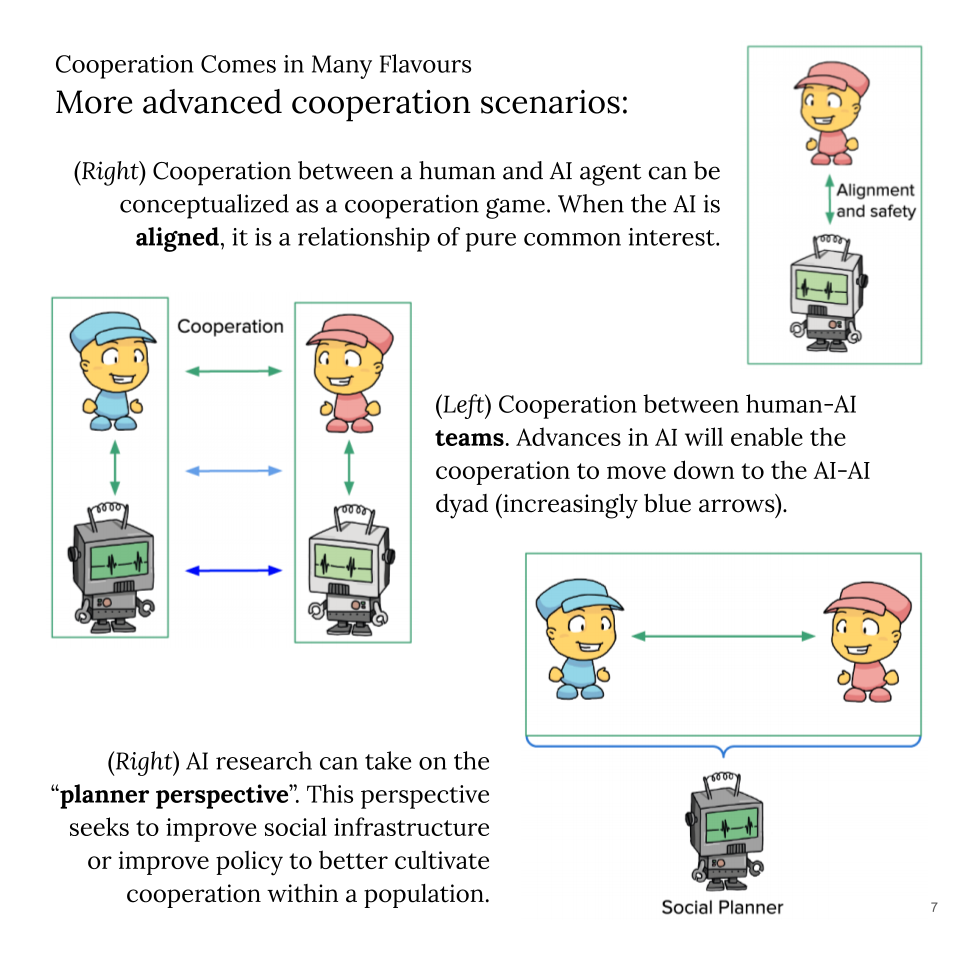 Cooperation Comes in Many Flavours
More advanced cooperation scenarios:
(Right) Cooperation between a human and AI agent can be
conceptualized as a cooperation game. When the AI is
aligned, it is a relationship of pure common interest.
Alignment
and safety
Cooperation
(Left) Cooperation between human-AI
teams. Advances in AI will enable the
cooperation to move down to the AI-AI
dyad (increasingly blue arrows).
(Right) AI research can take on the
“planner perspective”. This perspective
seeks to improve social infrastructure
or improve policy to better cultivate
cooperation within a population.
Social Planner
7